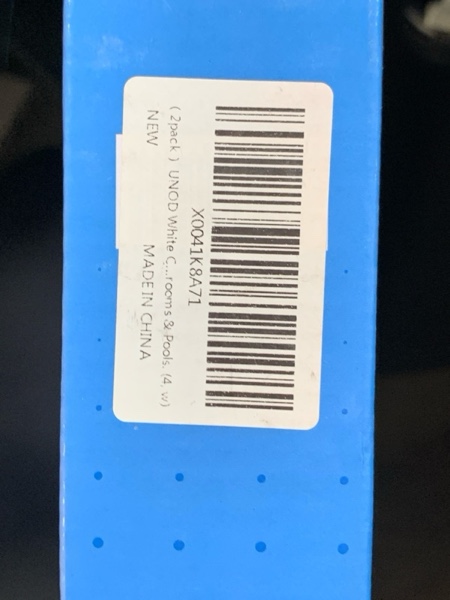 X0041K8A71
( 2pack ) UNOD White C...rooms & Pools. (4, w)
NEW MADE IN CHINA